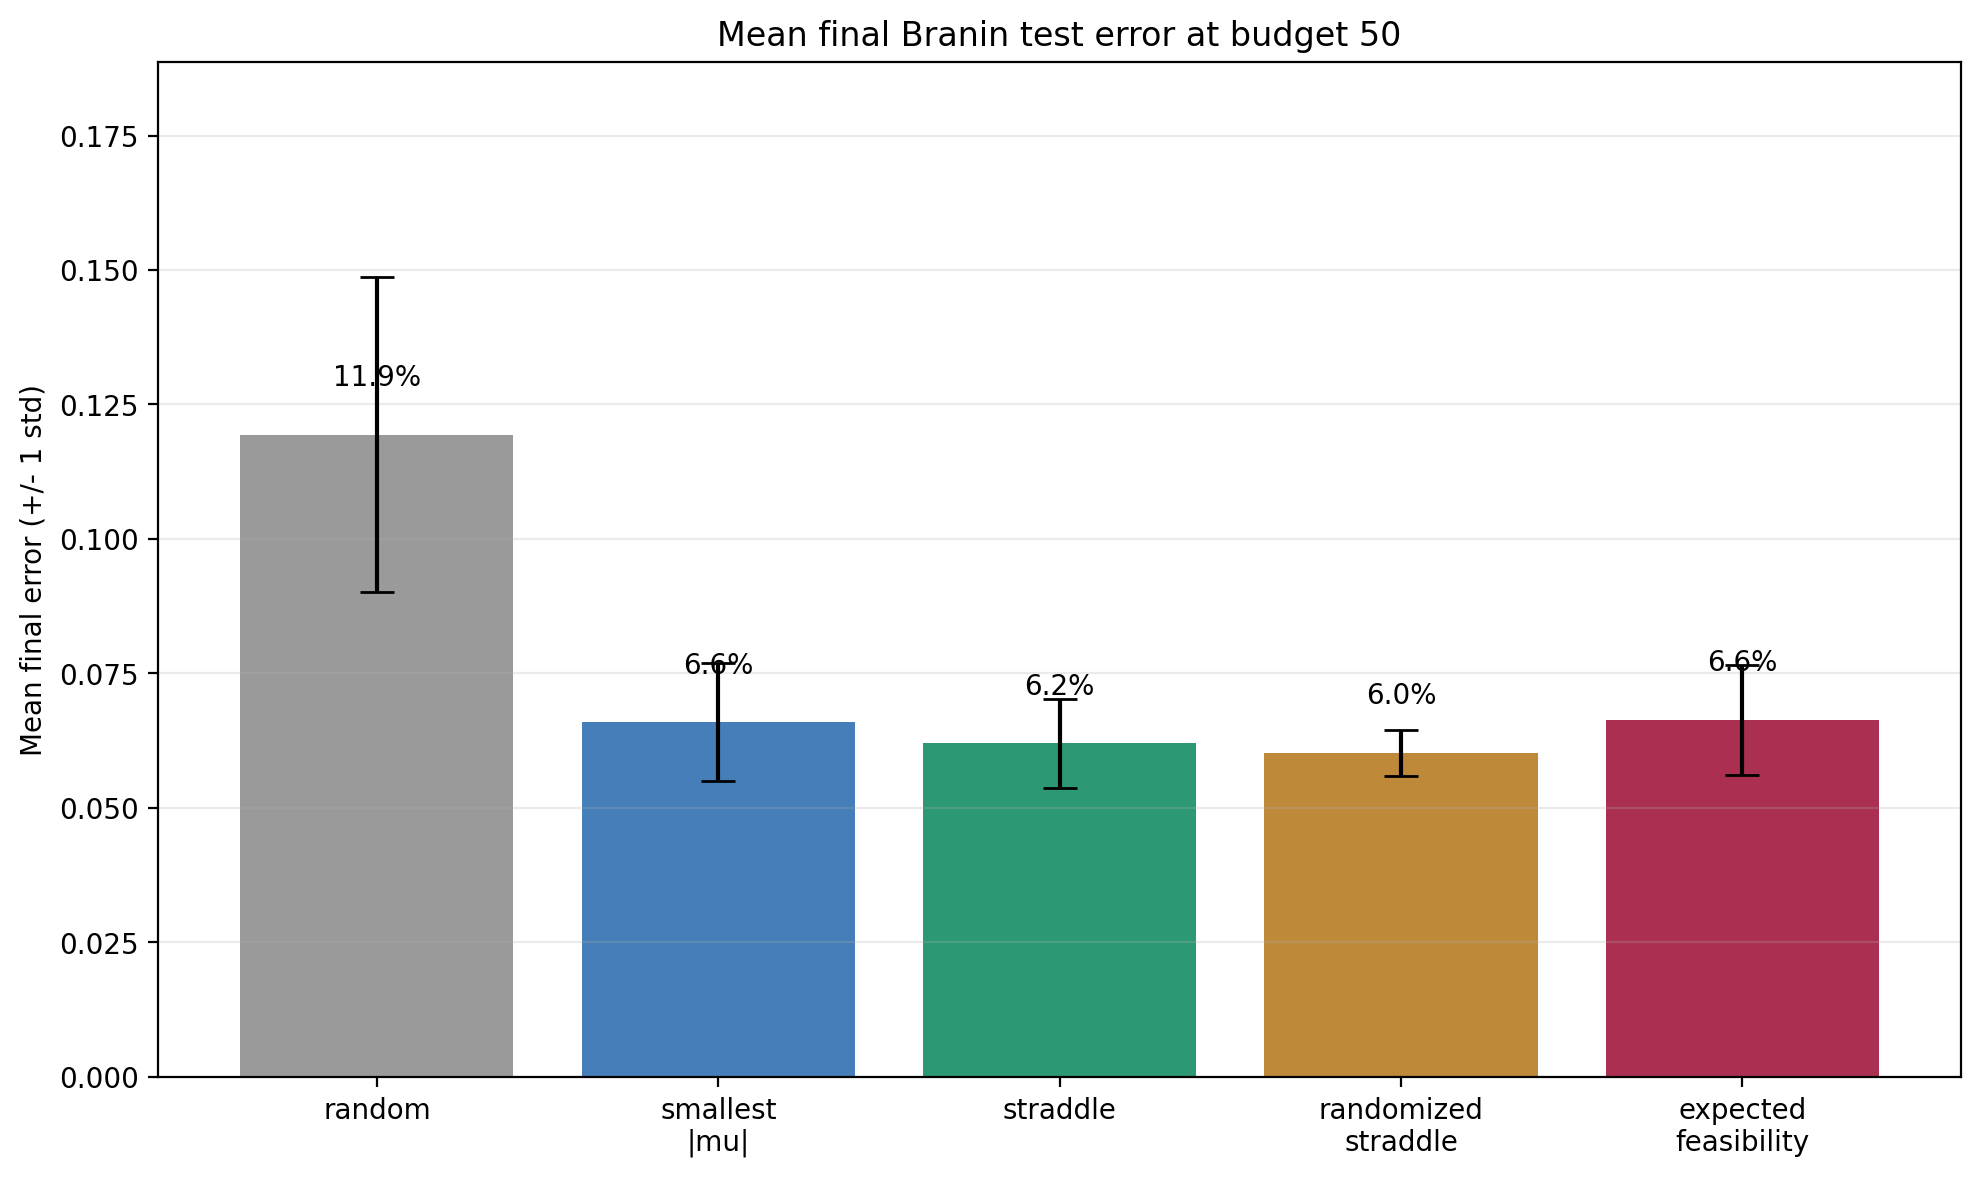 Mean final Branin test error at budget 50
Mean final error (+/- 1 std)
0.175
0.150
0.125
0.100
0.075
0.050
0.025
0.000
11.9%
6.6%
6.2%
6.0%
6.6%
random
smallest
|mu|
straddle
randomized
straddle
expected
feasibility